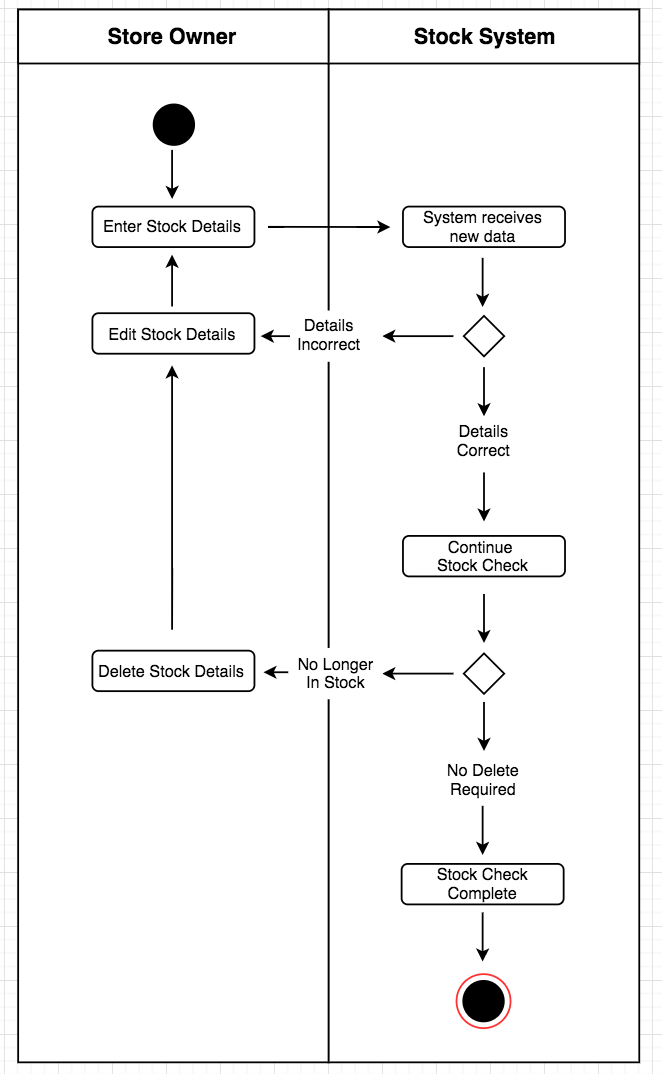 Store Owner
Stock System
Enter Stock Details
System receives
new data
Edit Stock Details
Details
Incorrect
Details
Correct
Continue
Stock Check
Delete Stock Details
No Longer
In Stock
No Delete
Required
Stock Check
Complete